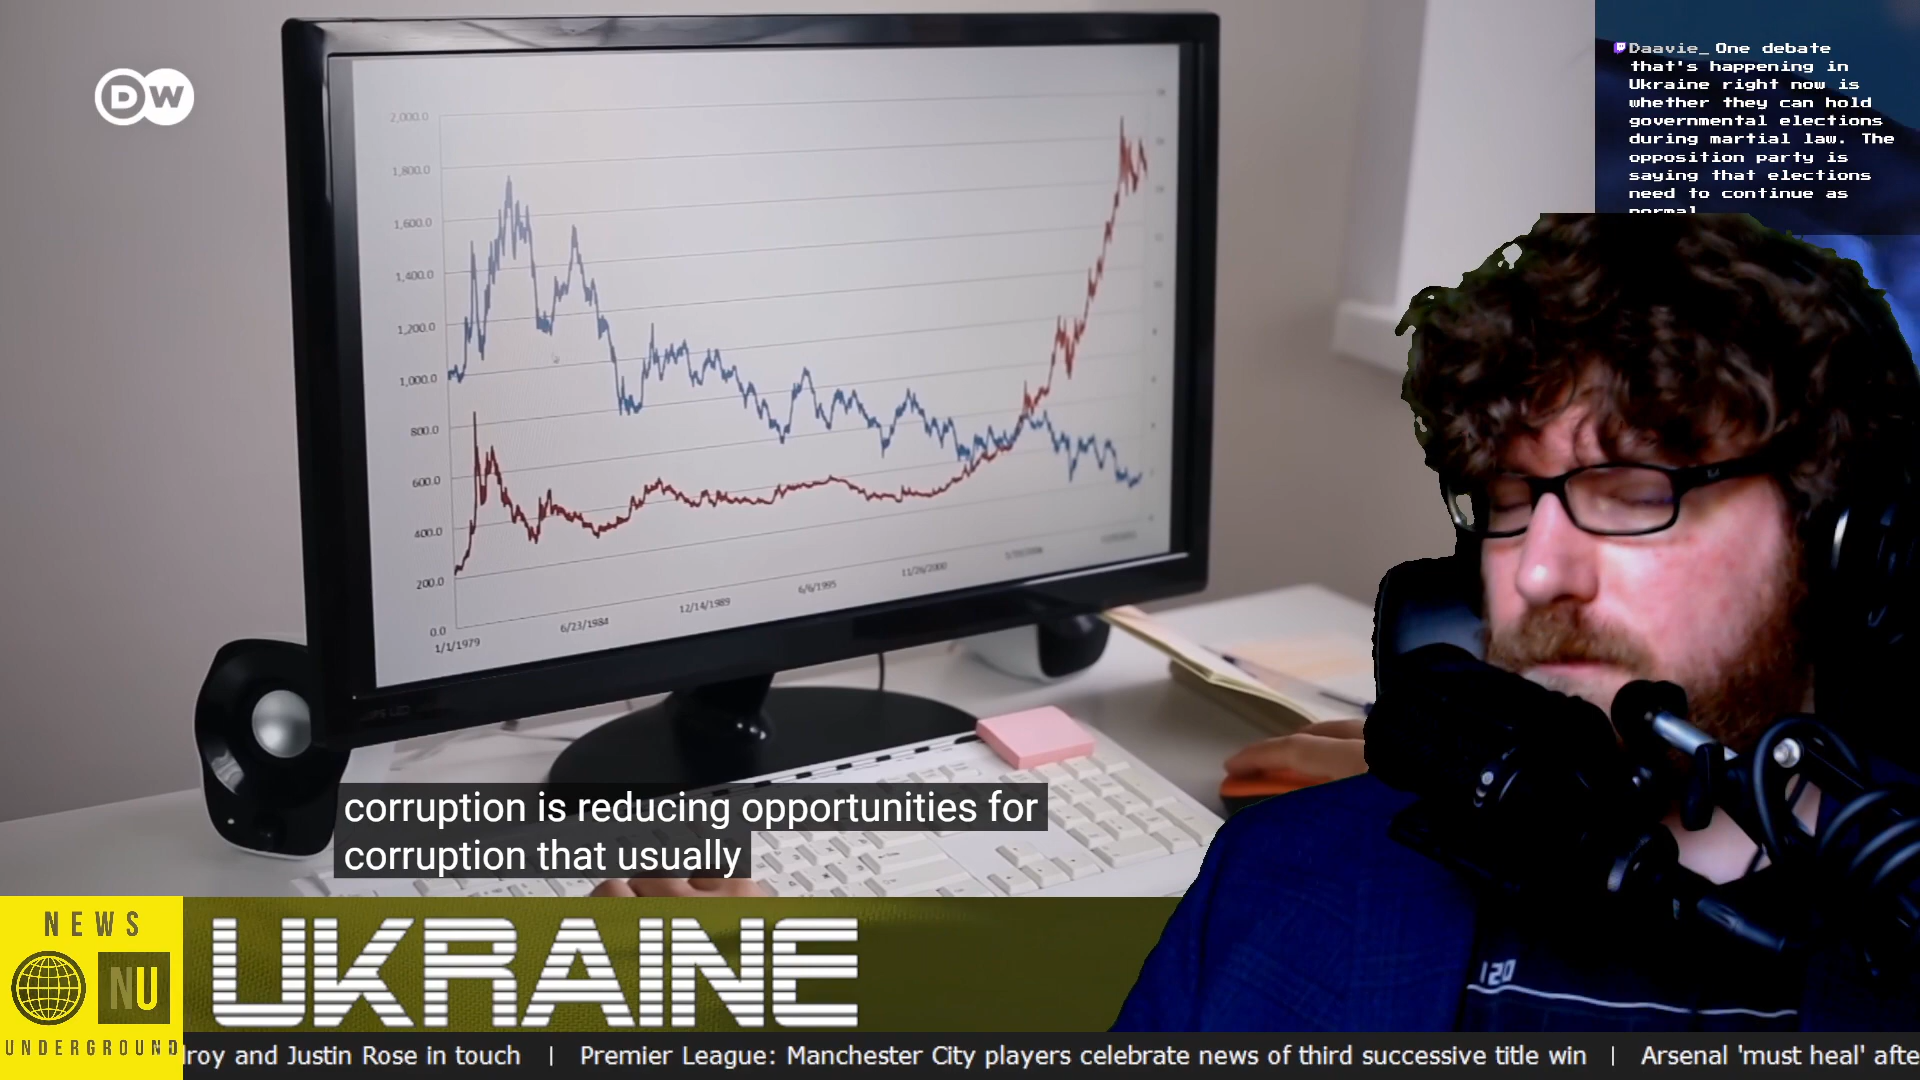 DW
Daavie_ One debate
that's happening in
Ukraine right now is
whether they can hold
governmental elections
during martial law. The
opposition party is
saying that elections
need to continue as
normal
2,000.0
1,800.0
1,600.0
1,400.0
1,200.0
1,000.0
800.0
600.0
400.0
200.0
0.0
1/1/1979
6/23/1984
12/14/1989
6/6/1995
11/26/2000
corruption is reducing opportunities for
corruption that usually
120
NEWS
NU
UNDERGROUND
UKRAINE
lroy and Justin Rose in touch | Premier League: Manchester City players celebrate news of third successive title win | Arsenal 'must heal' afte